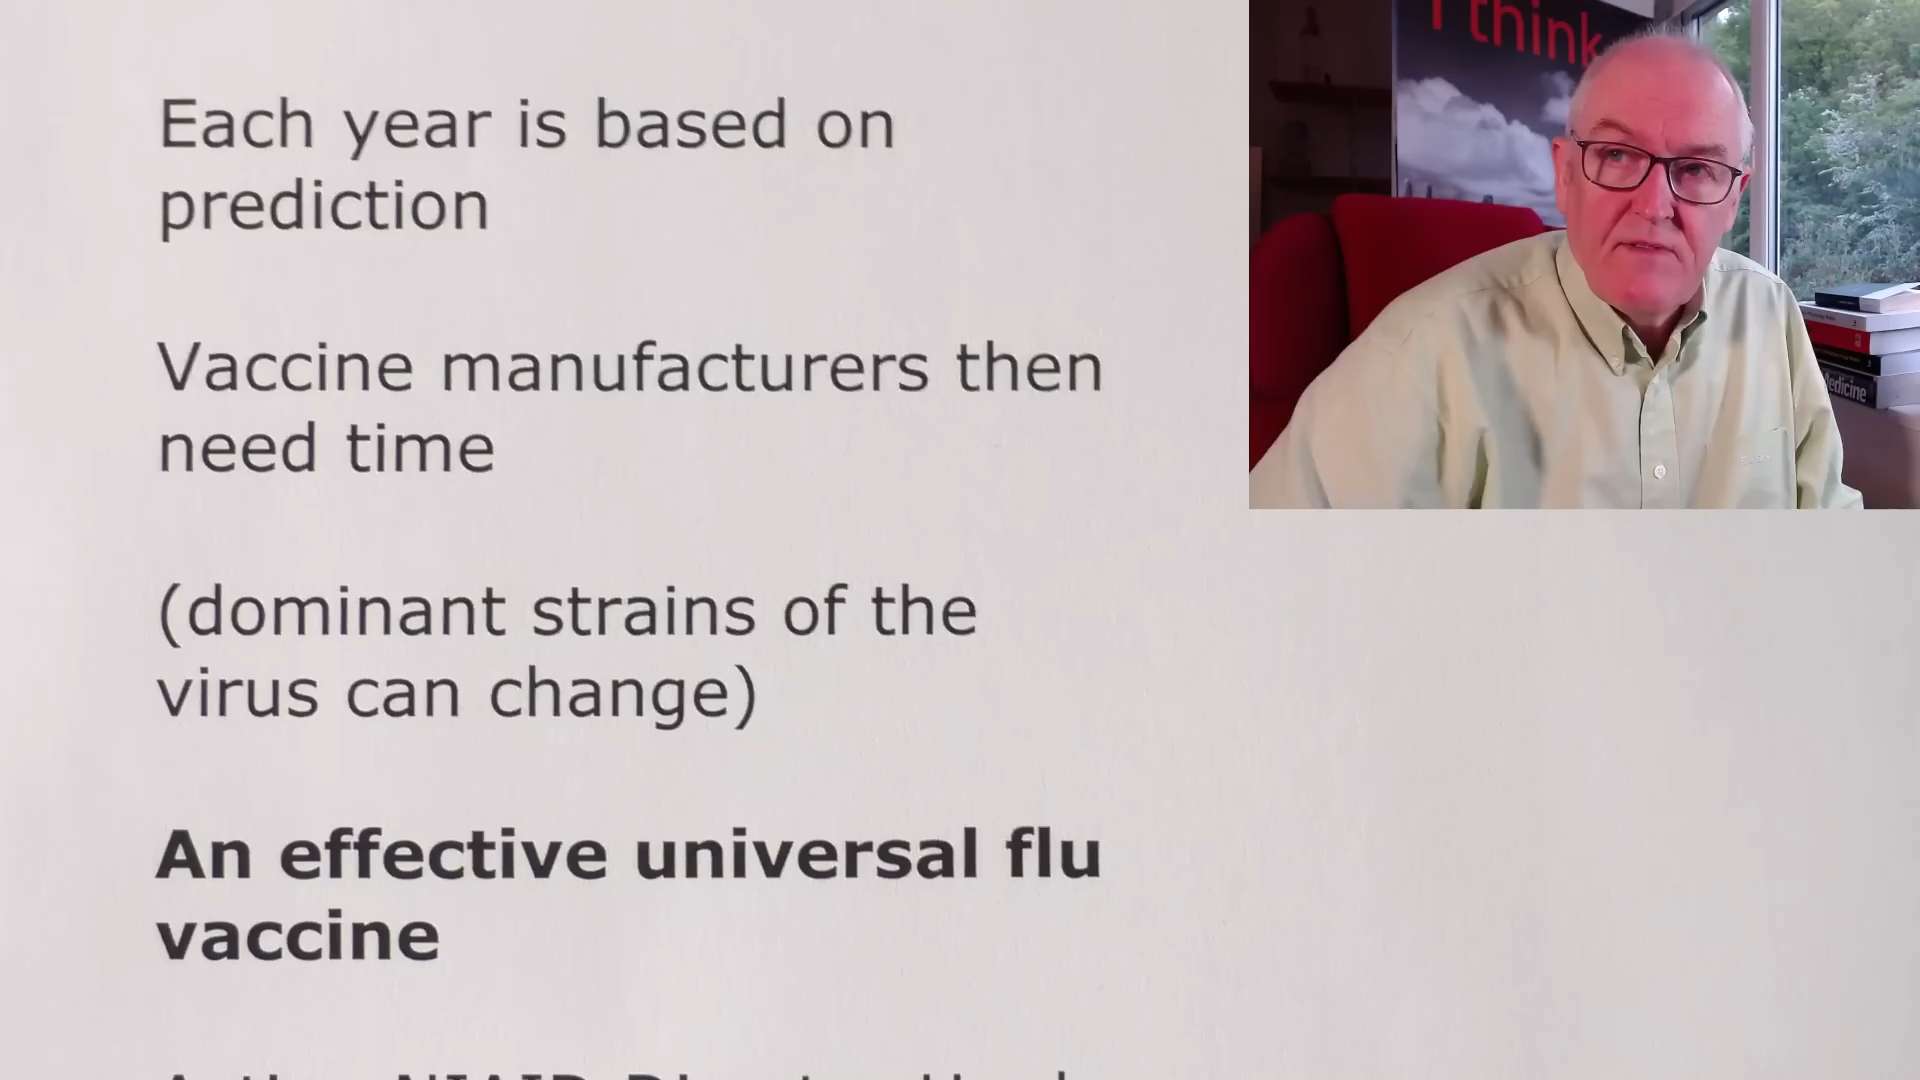 Each year is based on
prediction
Vaccine manufacturers then
need time
(dominant strains of the
virus can change)
An effective universal flu
vaccine
I think
Medicine